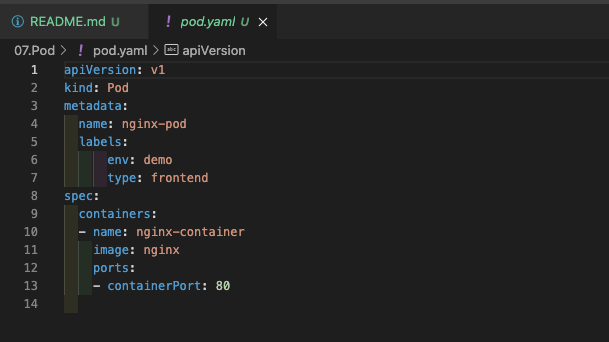 README.md U pod.yaml U
07.Pod > pod.yaml > abc apiVersion
1 apiVersion: v1
2 kind: Pod
3 metadata:
4   name: nginx-pod
5   labels:
6       env: demo
7       type: frontend
8 spec:
9   containers:
10   - name: nginx-container
11     image: nginx
12     ports:
13     - containerPort: 80
14